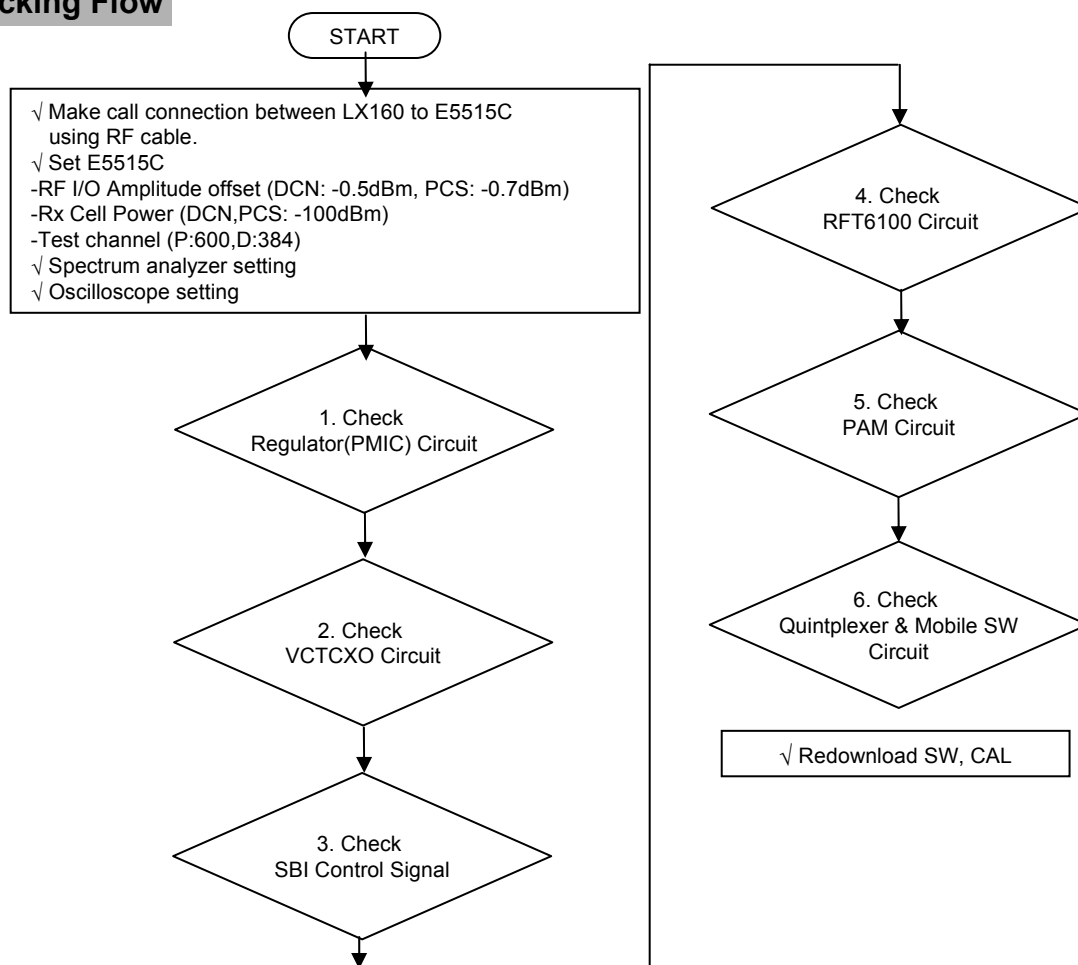 cking Flow
START
√ Make call connection between LX160 to E5515C
using RF cable.
√ Set E5515C
-RF I/O Amplitude offset (DCN: -0.5dBm, PCS: -0.7dBm)
-Rx Cell Power (DCN,PCS: -100dBm)
-Test channel (P:600,D:384)
√ Spectrum analyzer setting
√ Oscilloscope setting
1. Check
Regulator(PMIC) Circuit
2. Check
VCTCXO Circuit
3. Check
SBI Control Signal
4. Check
RFT6100 Circuit
5. Check
PAM Circuit
6. Check
Quintplexer & Mobile SW
Circuit
√ Redownload SW, CAL